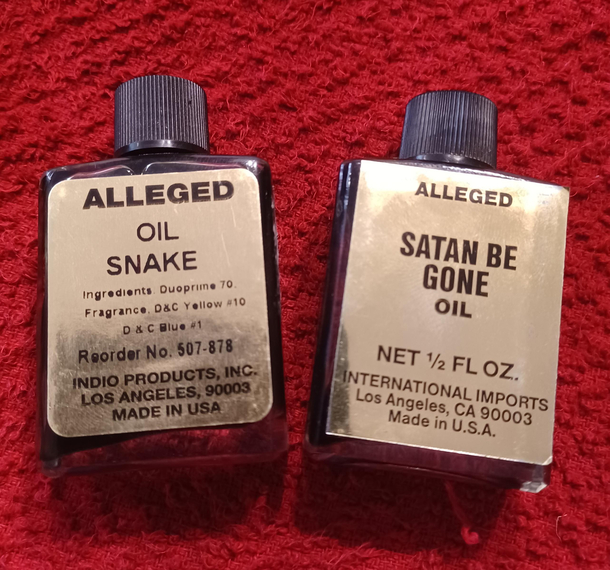 ALLEGED
OIL
SNAKE
Ingredients. Duoprime 70.
Fragrance, D&C Yellow #10
D & C Blue #1
Reorder No. 507-878
INDIO PRODUCTS, INC.
LOS ANGELES, 90003
MADE IN USA
ALLEGED
SATAN BE
GONE
OIL
NET ½ FL OZ.
INTERNATIONAL IMPORTS
Los Angeles, CA 90003
Made in U.S.A.